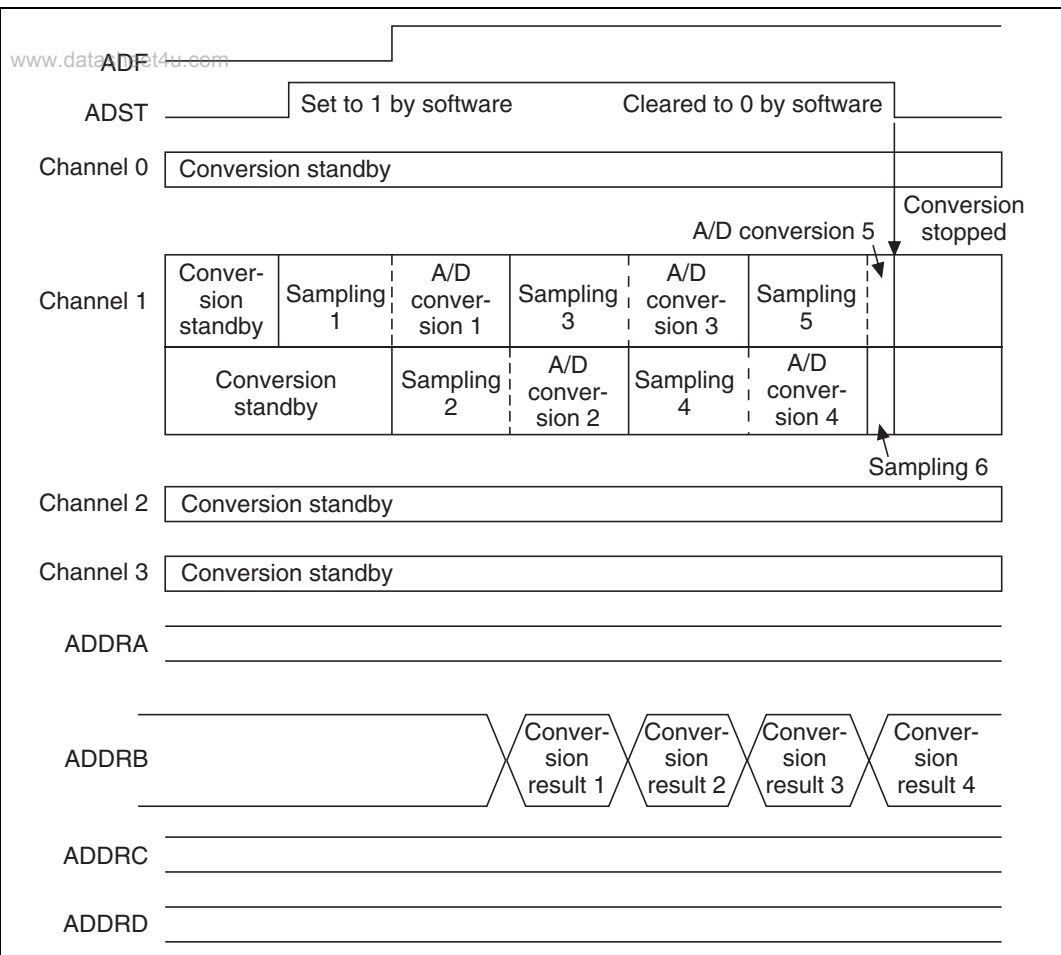 www.datasheet4u.com
ADF
ADST
Set to 1 by software
Cleared to 0 by software
Channel 0
Conversion standby
Conversion
stopped
A/D conversion 5
Channel 1
Conver-
sion
standby
Sampling
1
A/D
conver-
sion 1
Sampling
3
A/D
conver-
sion 3
Sampling
5
Conversion
standby
Sampling
2
A/D
conver-
sion 2
Sampling
4
A/D
conver-
sion 4
Sampling 6
Channel 2
Conversion standby
Channel 3
Conversion standby
ADDRA
ADDRB
Conver-
sion
result 1
Conver-
sion
result 2
Conver-
sion
result 3
Conver-
sion
result 4
ADDRC
ADDRD